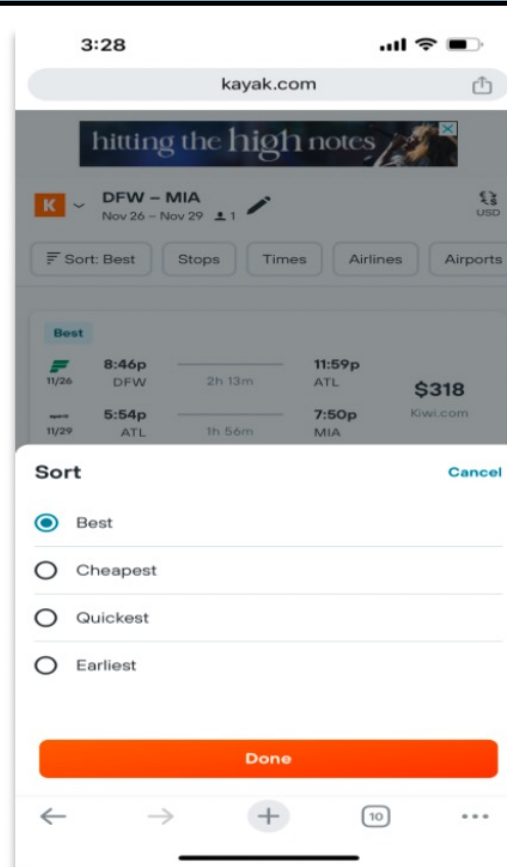 3:28
kayak.com
hitting the high notes
K DFW – MIA
Nov 26 – Nov 29 1
USD
Sort: Best Stops Times Airlines Airports
Best
8:46p 11:59p
11/26 DFW 2h 13m ATL $318
5:54p 7:50p Kiwi.com
spirit
11/29 ATL 1h 56m MIA
Sort Cancel
Best
Cheapest
Quickest
Earliest
Done
10